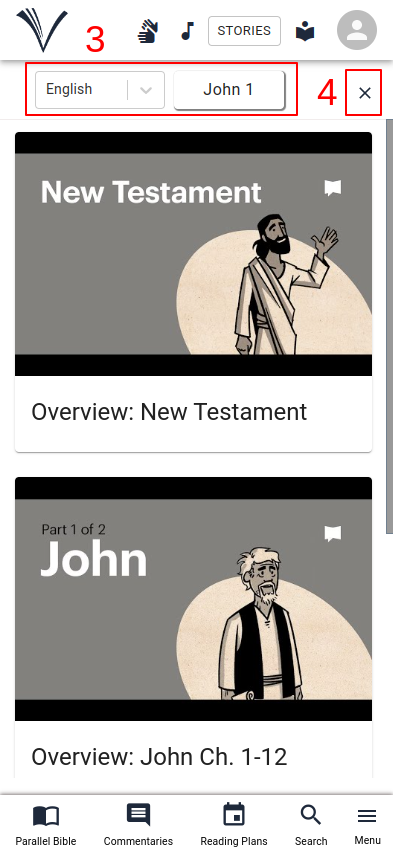 3
STORIES
English
John 1
4
New Testament
Overview: New Testament
Part 1 of 2
John
Overview: John Ch. 1-12
Parallel Bible
Commentaries
Reading Plans
Search
Menu